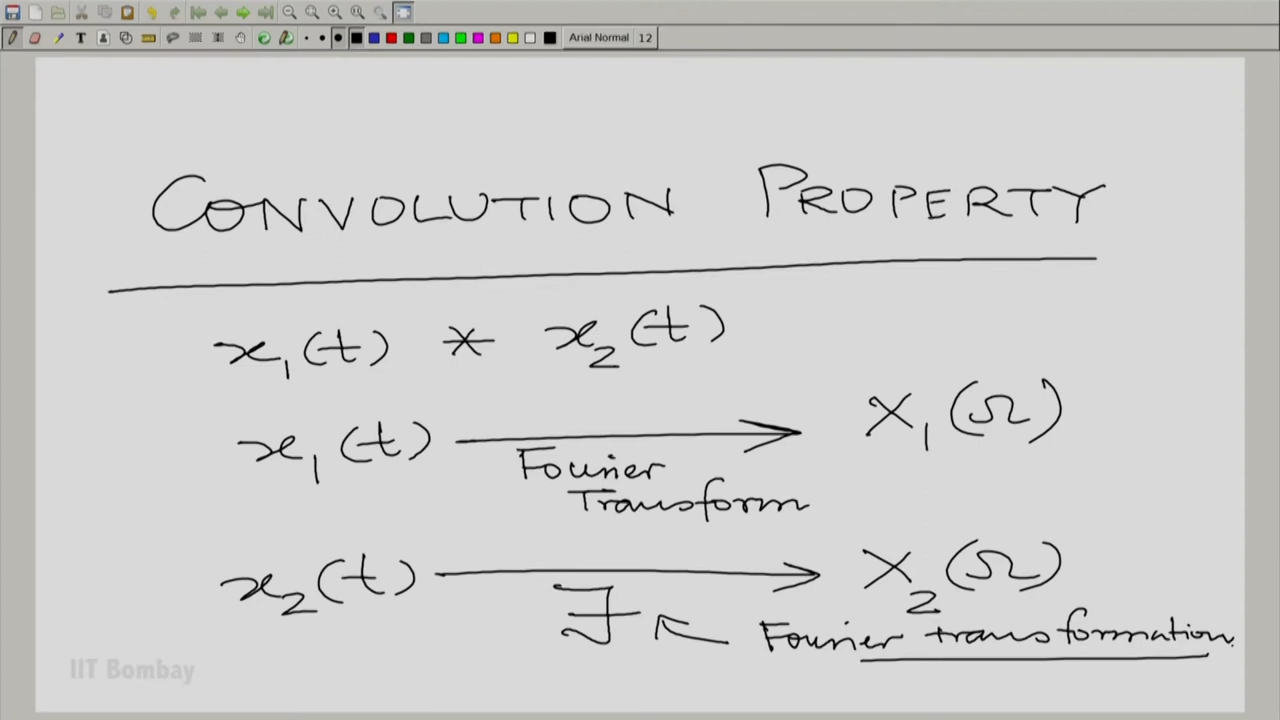 Arial Normal 12
CONVOLUTION PROPERTY
x₁(t) * x₂(t)
x₁(t) → X₁(Ω)
Fourier
Transform
x₂(t) → X₂(Ω)
ℱ ← Fourier transformation.
IIT Bombay